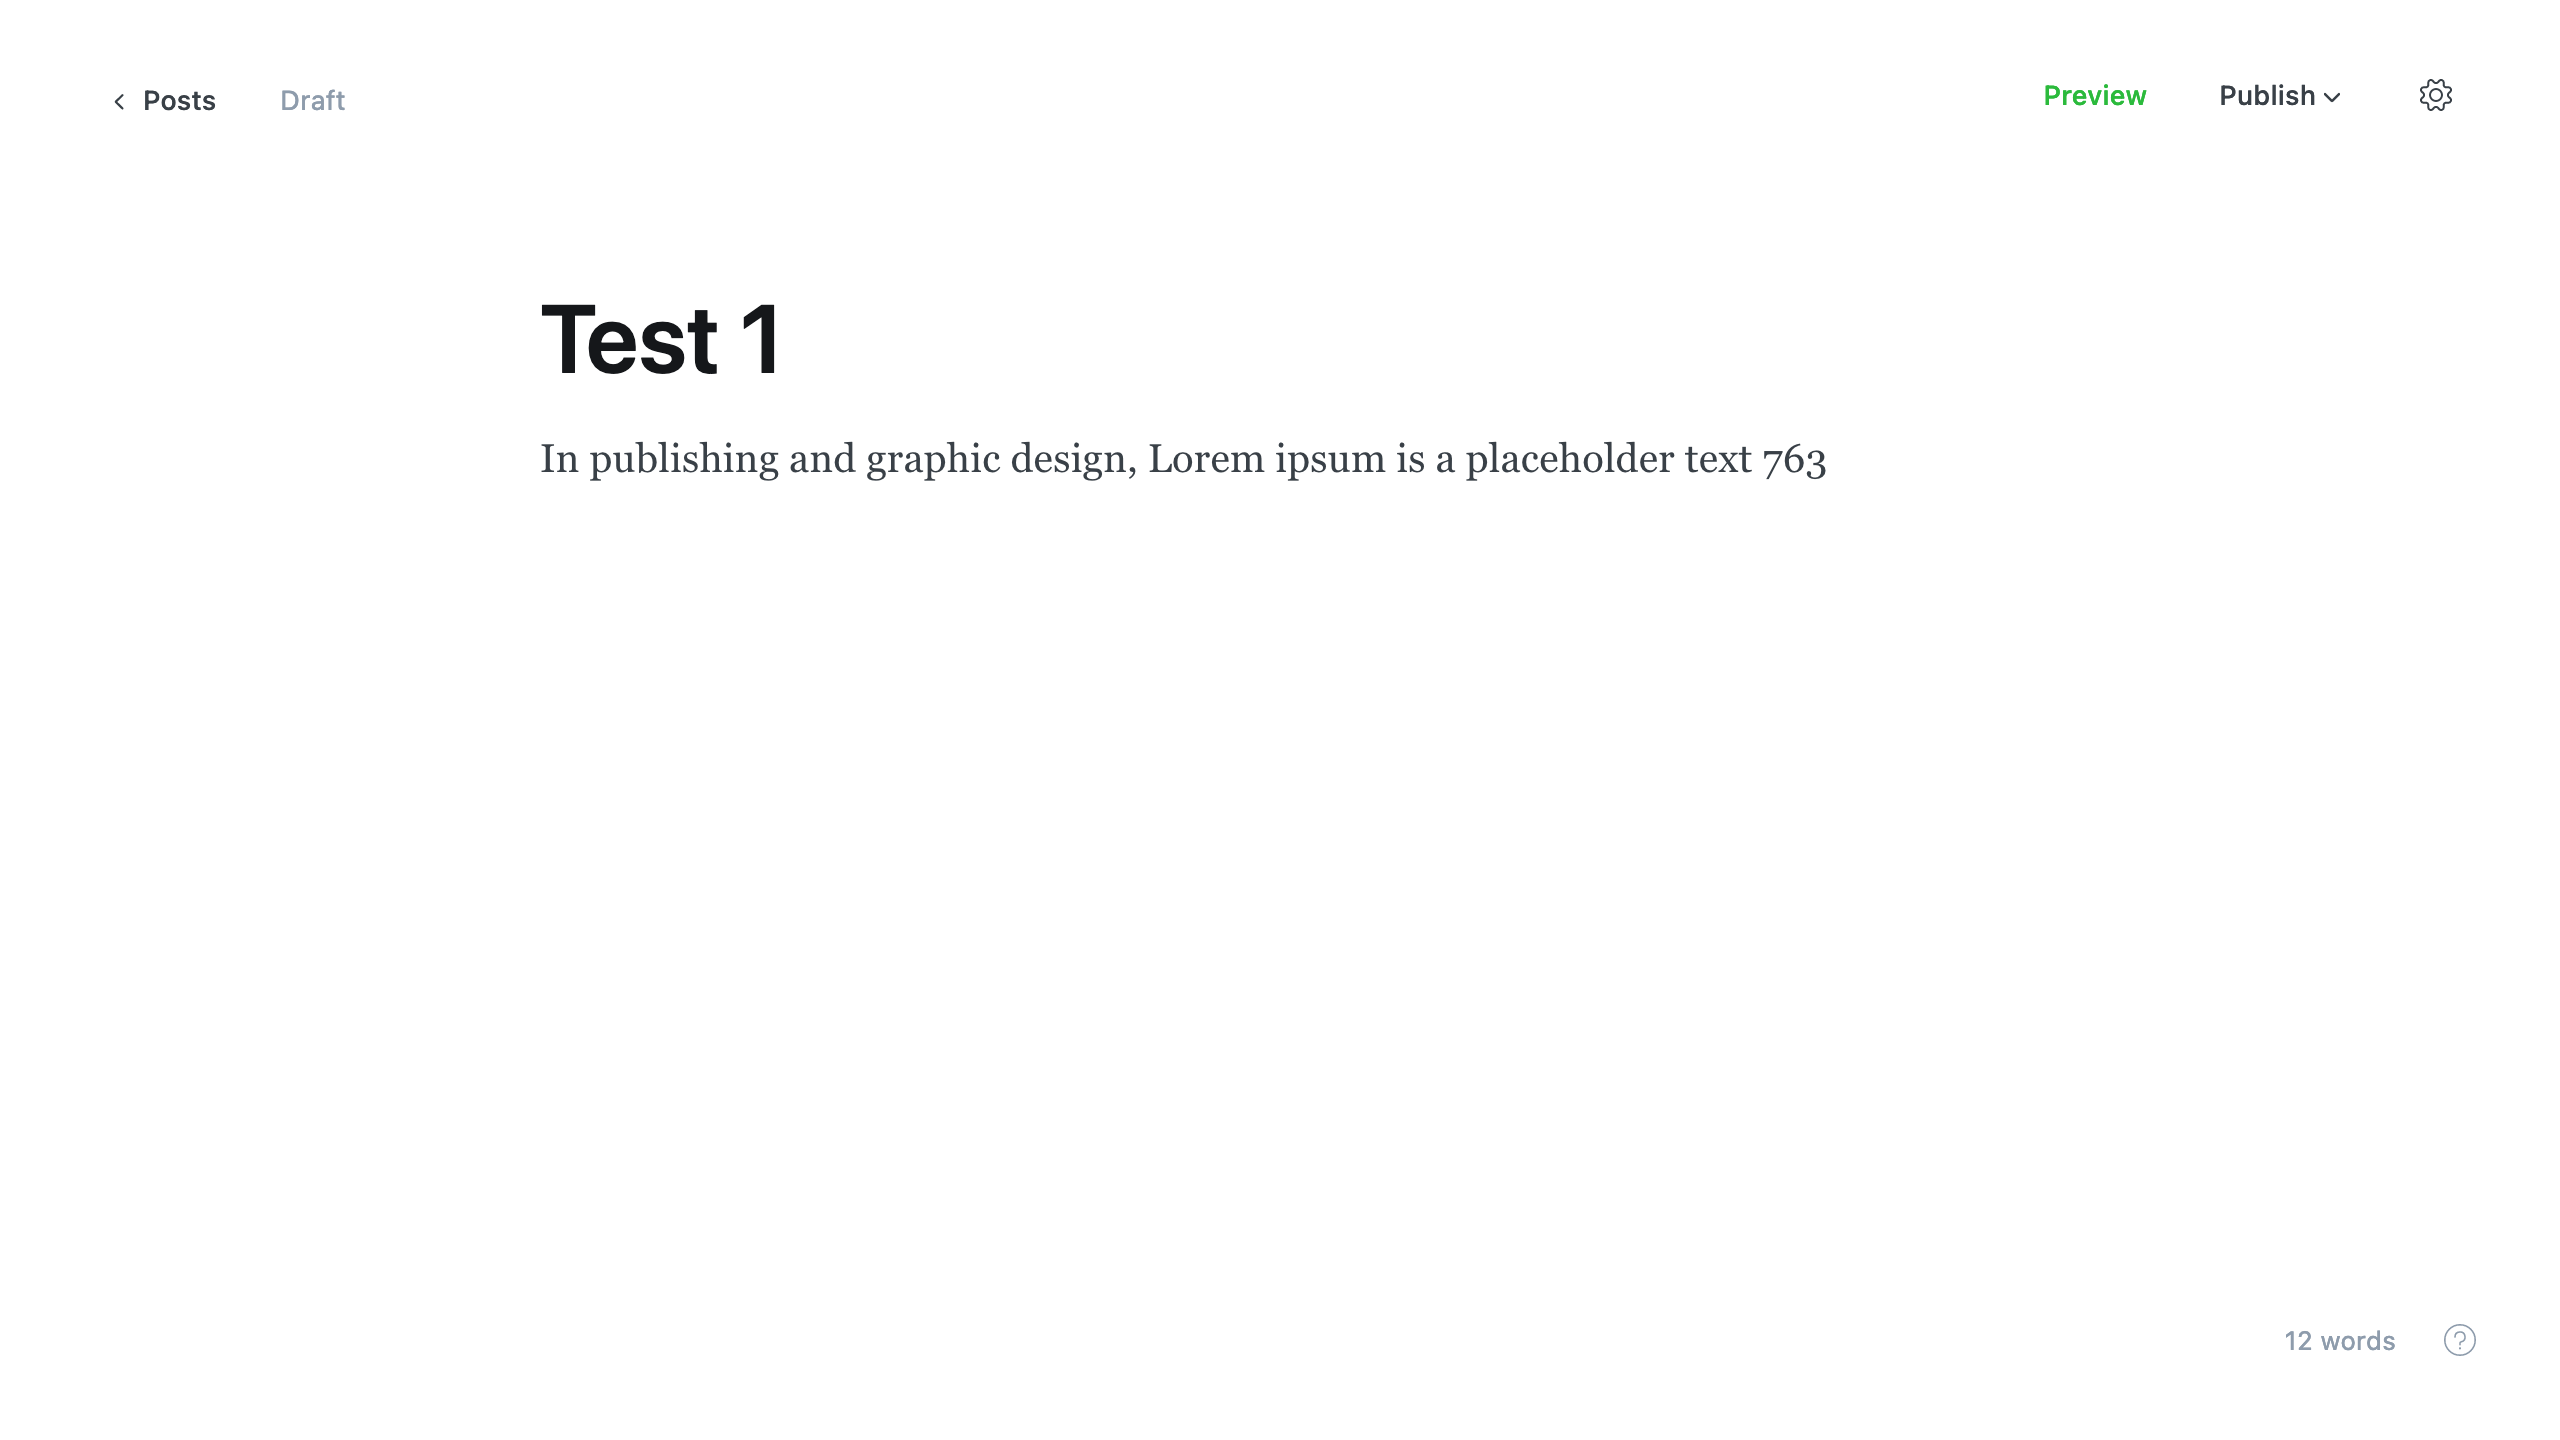 Posts Draft Preview Publish
Test 1
In publishing and graphic design, Lorem ipsum is a placeholder text 763
12 words ?